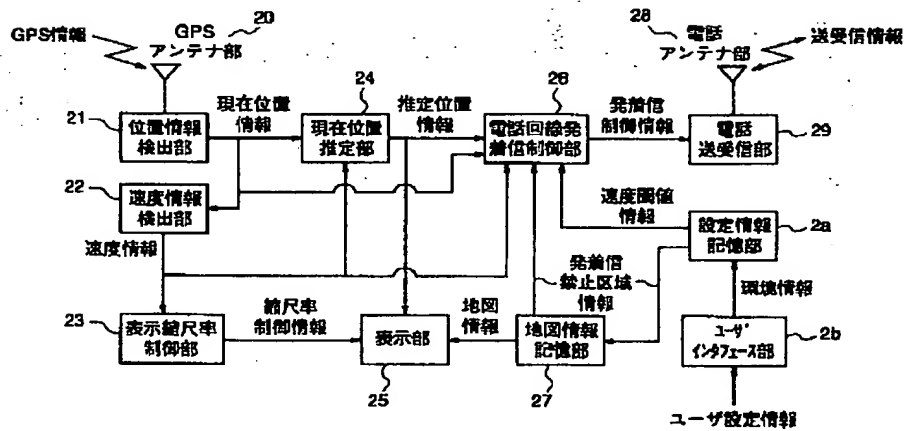 GPS情報
GPS
アンテナ部
20
28
電話
アンテナ部
送受信情報
21
位置情報
検出部
現在位置
情報
24
現在位置
推定部
推定位置
情報
26
電話回線発
着信制御部
発着信
制御情報
電話
送受信部
29
22
速度情報
検出部
速度情報
速度閾値
情報
設定情報
記憶部
2a
発着信
禁止区域
情報
環境情報
23
表示縮尺率
制御部
縮尺率
制御情報
表示部
25
地図
情報
地図情報
記憶部
27
ユーザ
インタフェース部
2b
ユーザ設定情報